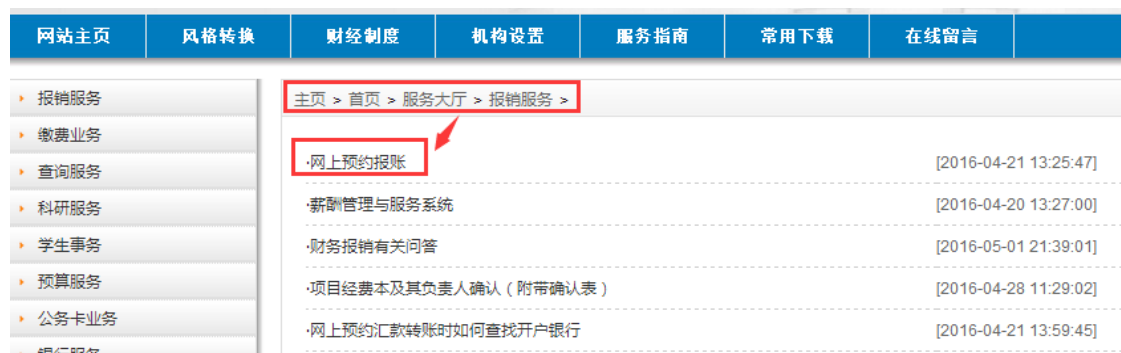 网站主页 风格转换 财经制度 机构设置 服务指南 常用下载 在线留言
报销服务
缴费业务
查询服务
科研服务
学生事务
预算服务
公务卡业务
银行服务
主页 > 首页 > 服务大厅 > 报销服务 >
·网上预约报账 [2016-04-21 13:25:47]
·薪酬管理与服务系统 [2016-04-20 13:27:00]
·财务报销有关问答 [2016-05-01 21:39:01]
·项目经费本及其负责人确认（附带确认表） [2016-04-28 11:29:02]
·网上预约汇款转账时如何查找开户银行 [2016-04-21 13:59:45]